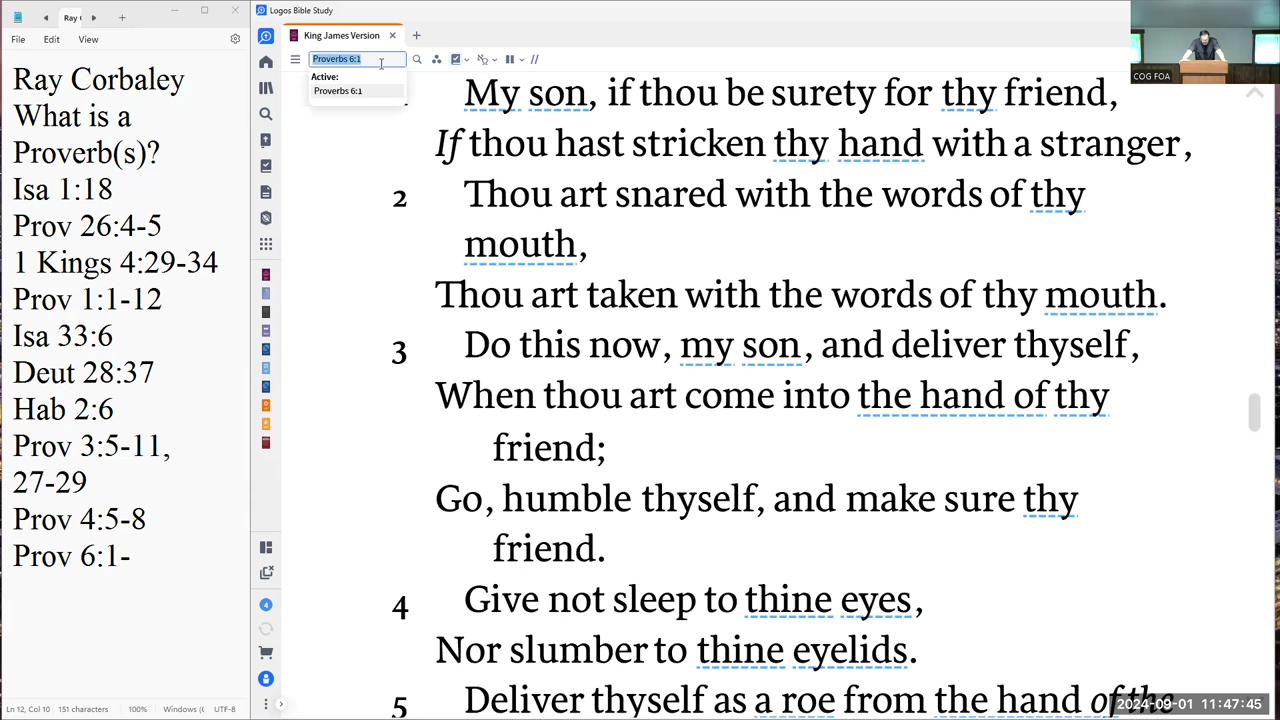 Ray (
File
Edit
View
Ray Corbaley
What is a
Proverb(s)?
Isa 1:18
Prov 26:4-5
1 Kings 4:29-34
Prov 1:1-12
Isa 33:6
Deut 28:37
Hab 2:6
Prov 3:5-11,
27-29
Prov 4:5-8
Prov 6:1-
Ln 12, Col 10
151 characters
100%
Windows (
UTF-8
Logos Bible Study
King James Version
Proverbs 6:1
Active:
Proverbs 6:1
4
My son, if thou be surety for thy friend,
If thou hast stricken thy hand with a stranger,
2 Thou art snared with the words of thy
mouth,
Thou art taken with the words of thy mouth.
3 Do this now, my son, and deliver thyself,
When thou art come into the hand of thy
friend;
Go, humble thyself, and make sure thy
friend.
4 Give not sleep to thine eyes,
Nor slumber to thine eyelids.
5 Deliver thyself as a roe from the hand of the
COG FOA
2024-09-01 11:47:45